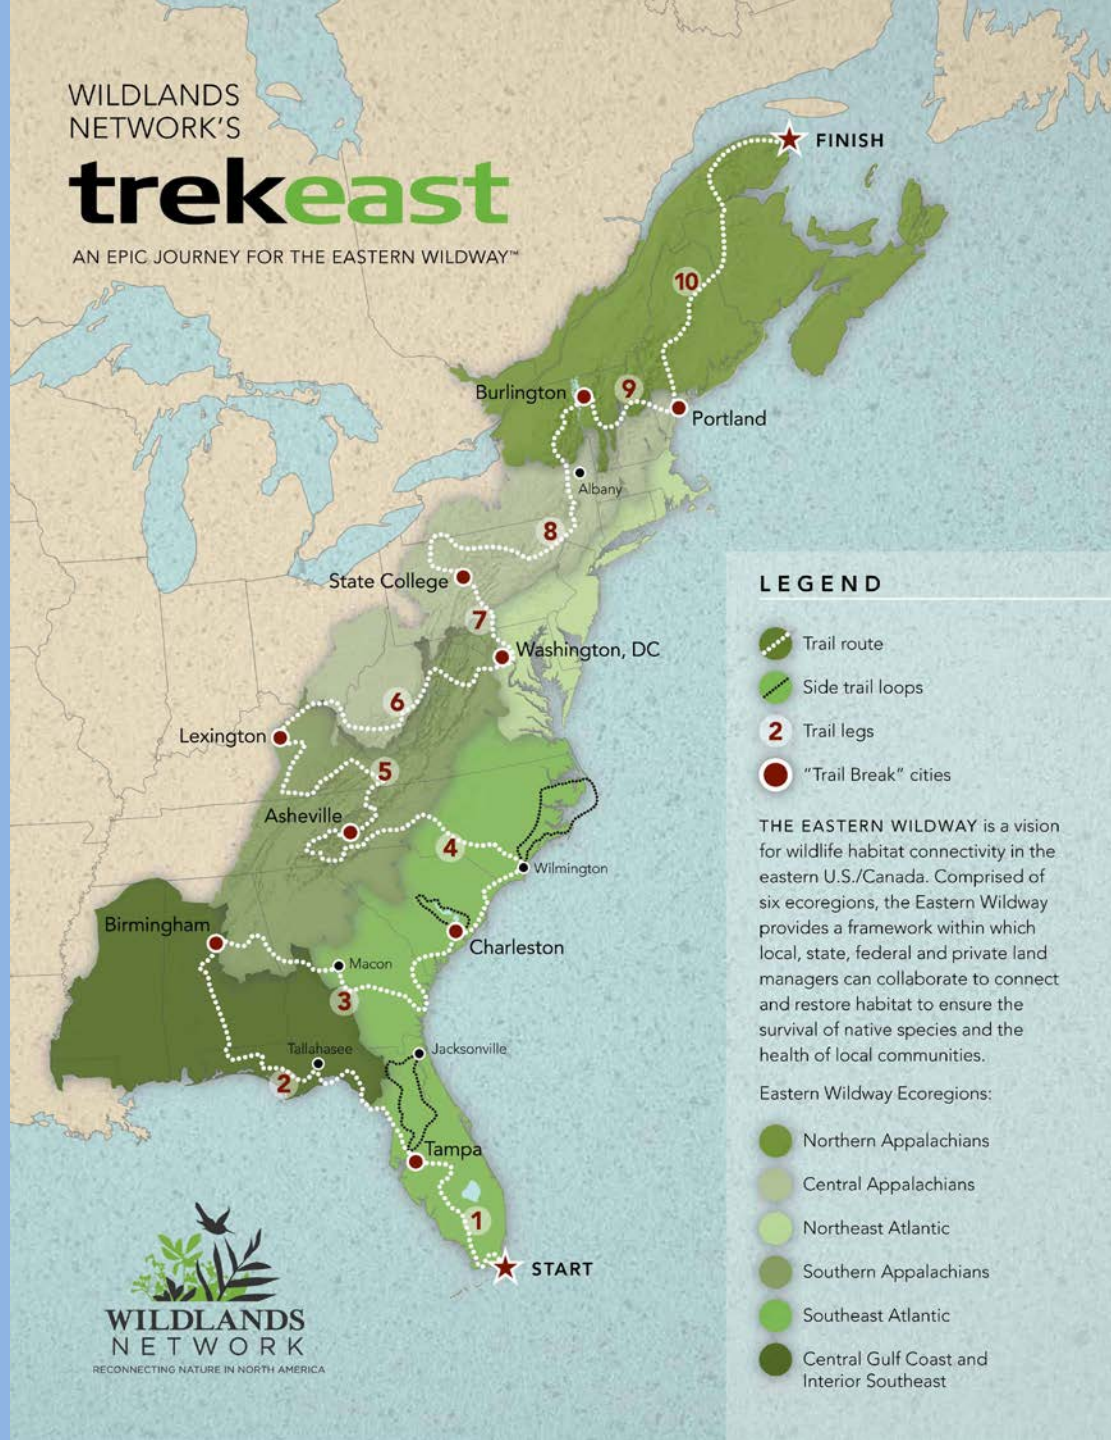 WILDLANDS
NETWORK'S
trekeast
AN EPIC JOURNEY FOR THE EASTERN WILDWAY™
FINISH
10
Burlington
9
Portland
Albany
8
State College
7
Washington, DC
6
Lexington
5
Asheville
4
Wilmington
Birmingham
Charleston
Macon
3
Tallahasee
Jacksonville
2
Tampa
1
START
LEGEND
Trail route
Side trail loops
2 Trail legs
"Trail Break" cities
THE EASTERN WILDWAY is a vision
for wildlife habitat connectivity in the
eastern U.S./Canada. Comprised of
six ecoregions, the Eastern Wildway
provides a framework within which
local, state, federal and private land
managers can collaborate to connect
and restore habitat to ensure the
survival of native species and the
health of local communities.
Eastern Wildway Ecoregions:
Northern Appalachians
Central Appalachians
Northeast Atlantic
Southern Appalachians
Southeast Atlantic
Central Gulf Coast and
Interior Southeast
WILDLANDS
NETWORK
RECONNECTING NATURE IN NORTH AMERICA